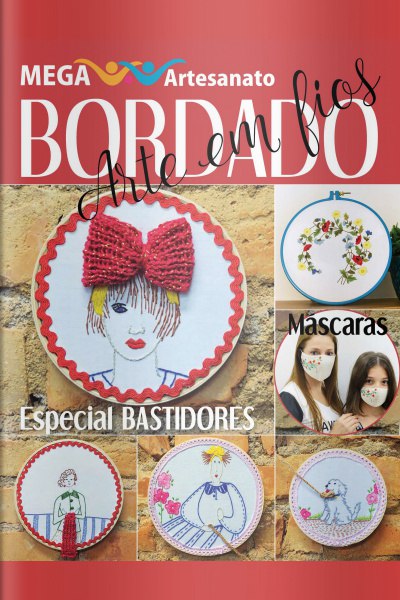 MEGA Artesanato
BORDADO
Arte em fios
Máscaras
Especial BASTIDORES